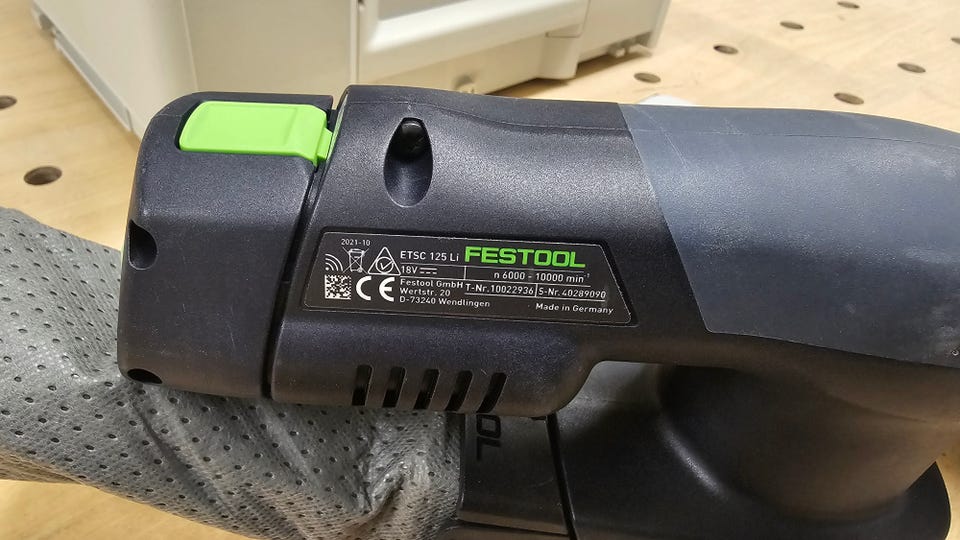 2021-10
ETSC 125 Li FESTOOL
18V n 6000 - 10000 min⁻¹
Festool GmbH T-Nr.10022936 S-Nr.40289090
Wertstr. 20
D-73240 Wendlingen Made in Germany
CE
OL